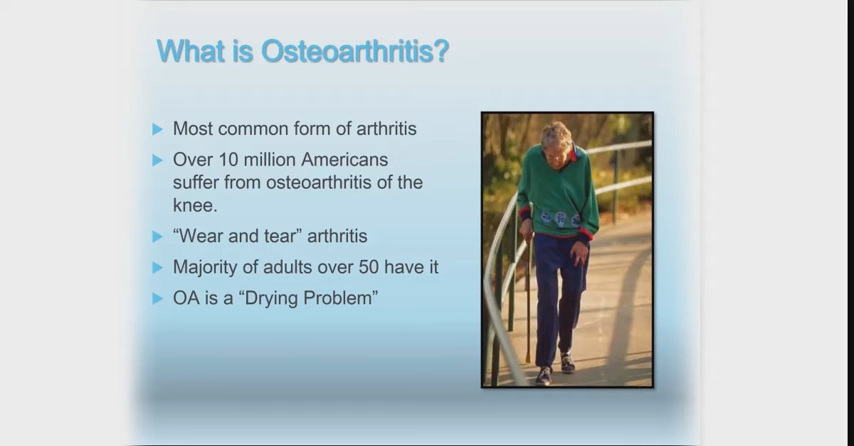 What is Osteoarthritis?
Most common form of arthritis
Over 10 million Americans
suffer from osteoarthritis of the
knee.
“Wear and tear” arthritis
Majority of adults over 50 have it
OA is a “Drying Problem”